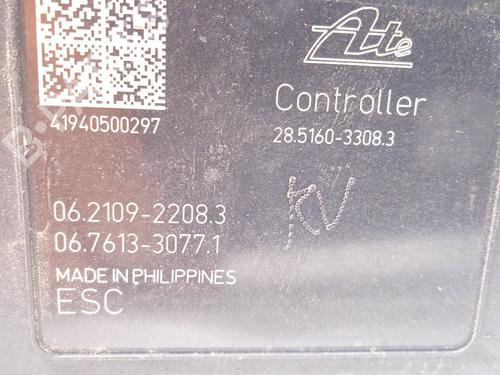 Ate
41940500297
Controller
28.5160-3308.3
KV
06.2109-2208.3
06.7613-3077.1
MADE IN PHILIPPINES
ESC